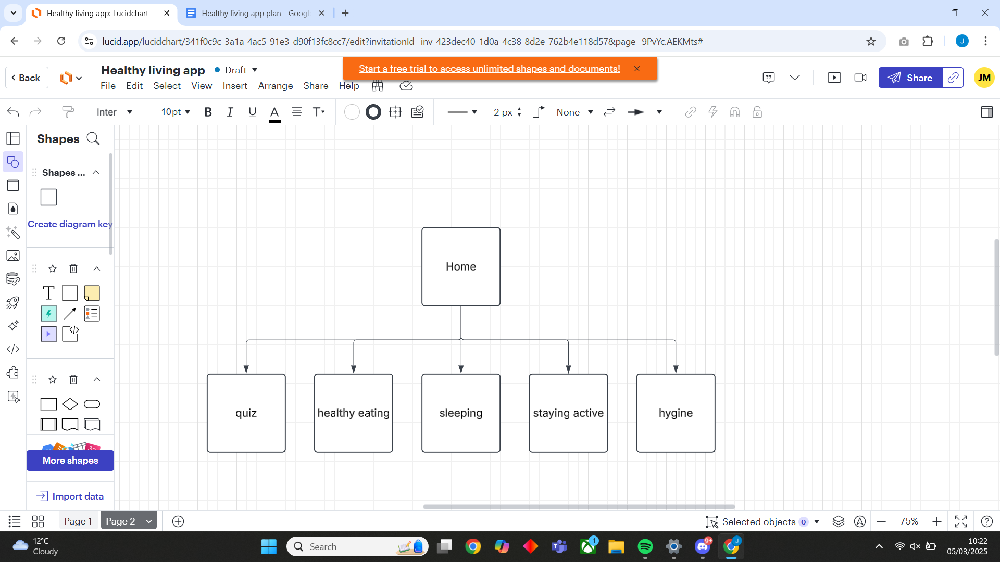 Healthy living app: Lucidchart
Healthy living app plan - Googl
lucid.app/lucidchart/341f0c9c-3a1a-4ac5-91e3-d90f13fc8cc7/edit?invitationId=inv_423dec40-1d0a-4c38-8d2e-762b4e118d57&page=9PvYc.AEKMts#
J
Start a free trial to access unlimited shapes and documents!
Back
Healthy living app
Draft
File Edit Select View Insert Arrange Share Help
Share
JM
Inter
10pt
B I U A T
2 px
None
Shapes
Shapes ...
Create diagram key
T
More shapes
Import data
Home
quiz
healthy eating
sleeping
staying active
hygine
Page 1
Page 2
Selected objects 0
75%
12°C
Cloudy
Search
1
9+
J
10:22
05/03/2025